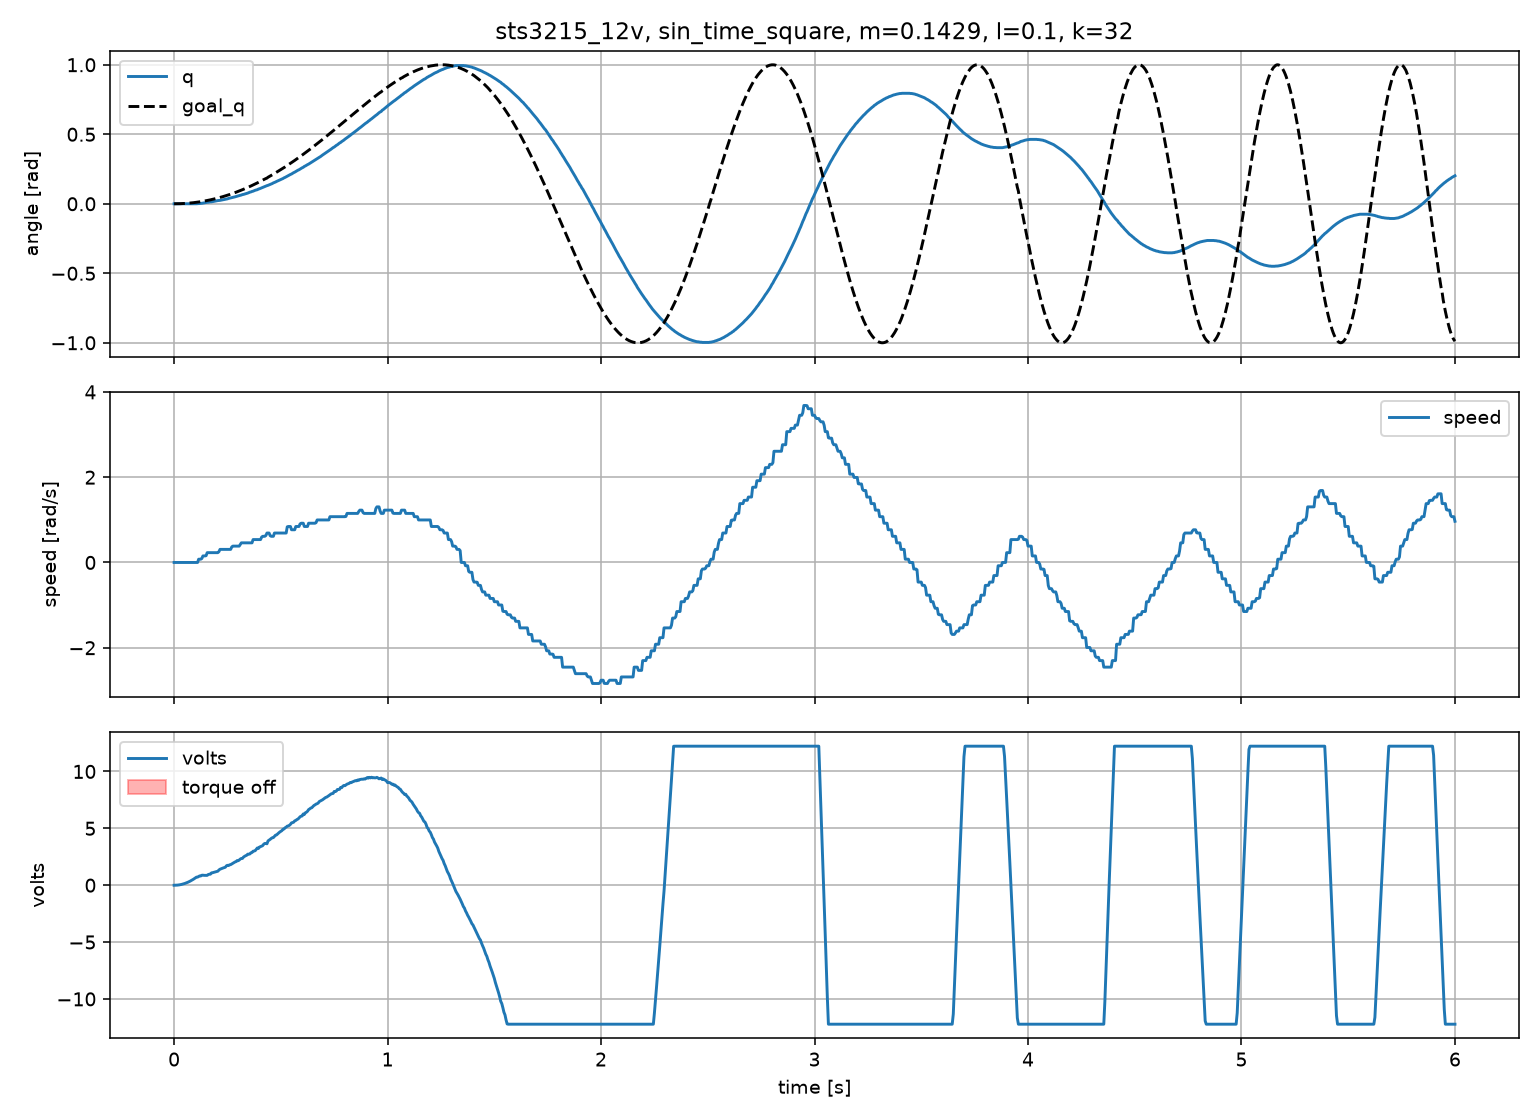 sts3215_12v, sin_time_square, m=0.1429, l=0.1, k=32
1.0
0.5
0.0
−0.5
−1.0
angle [rad]
q
goal_q
4
2
0
−2
speed [rad/s]
speed
10
5
0
−5
−10
volts
volts
torque off
0
1
2
3
4
5
6
time [s]